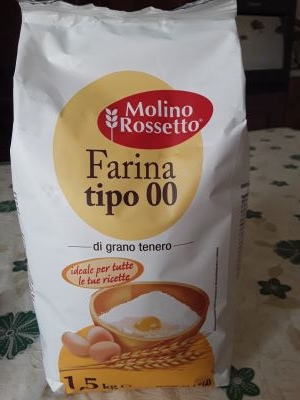 Molino
Rossetto®
Farina
tipo 00
di grano tenero
ideale per tutte
le tue ricette
1,5 kg e